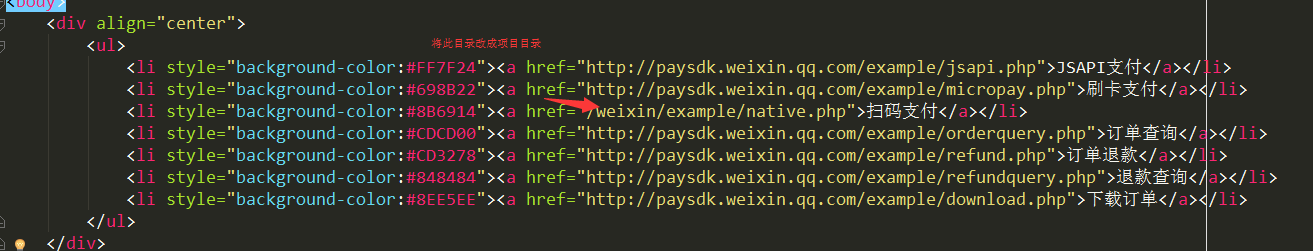 <body>
<div align="center">
<ul>
将此目录改成项目目录
<li style="background-color:#FF7F24"><a href="http://paysdk.weixin.qq.com/example/jsapi.php">JSAPI支付</a></li>
<li style="background-color:#698B22"><a href="http://paysdk.weixin.qq.com/example/micropay.php">刷卡支付</a></li>
<li style="background-color:#8B6914"><a href="/weixin/example/native.php">扫码支付</a></li>
<li style="background-color:#CDCD00"><a href="http://paysdk.weixin.qq.com/example/orderquery.php">订单查询</a></li>
<li style="background-color:#CD3278"><a href="http://paysdk.weixin.qq.com/example/refund.php">订单退款</a></li>
<li style="background-color:#848484"><a href="http://paysdk.weixin.qq.com/example/refundquery.php">退款查询</a></li>
<li style="background-color:#8EE5EE"><a href="http://paysdk.weixin.qq.com/example/download.php">下载订单</a></li>
</ul>
</div>